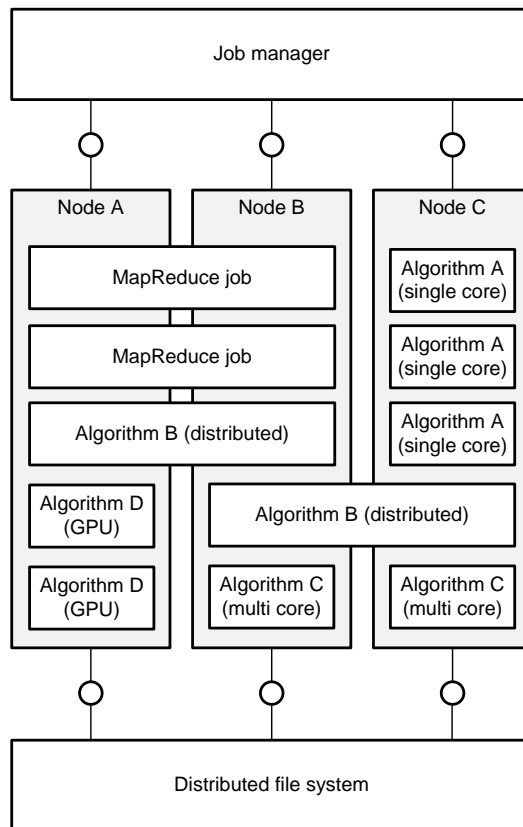 Job manager
Node A
Node B
Node C
MapReduce job
Algorithm A
(single core)
MapReduce job
Algorithm A
(single core)
Algorithm B (distributed)
Algorithm A
(single core)
Algorithm D
(GPU)
Algorithm B (distributed)
Algorithm D
(GPU)
Algorithm C
(multi core)
Algorithm C
(multi core)
Distributed file system